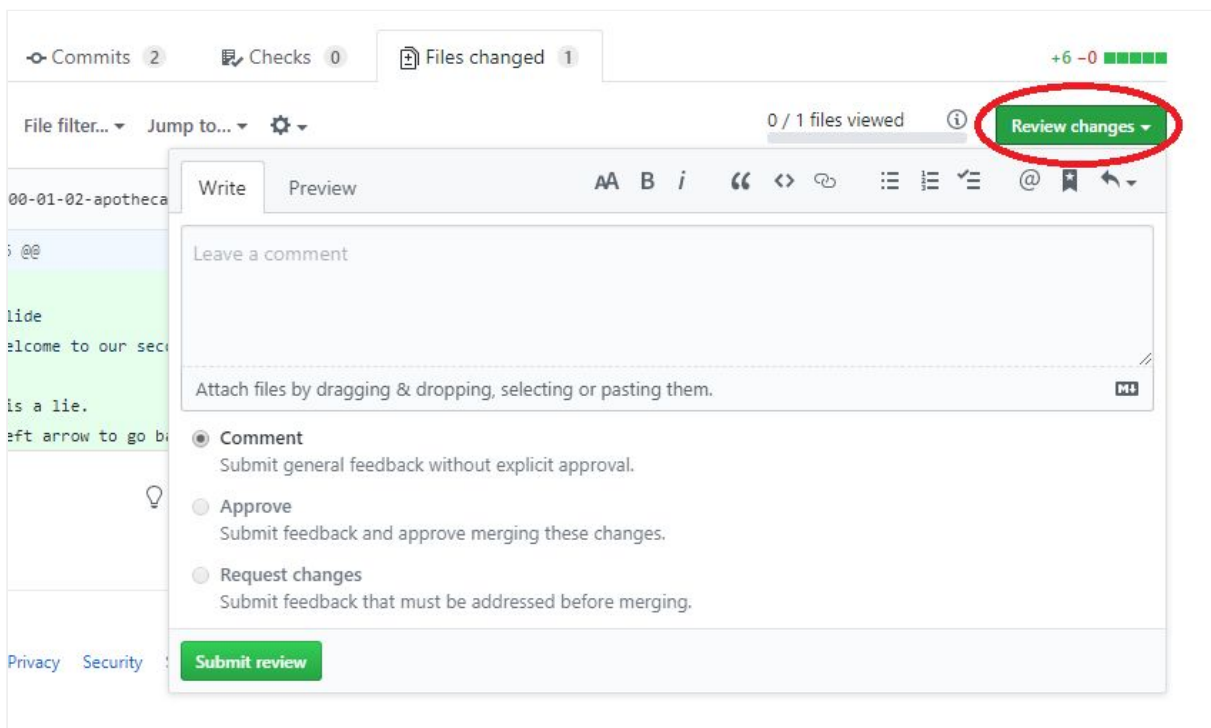 Commits 2 Checks 0 Files changed 1 +6 −0
File filter... Jump to... 0 / 1 files viewed Review changes
Write Preview AA B i
00-01-02-apotheca
@@
Leave a comment
lide
elcome to our seco
Attach files by dragging & dropping, selecting or pasting them.
is a lie.
eft arrow to go ba
Comment
Submit general feedback without explicit approval.
Approve
Submit feedback and approve merging these changes.
Request changes
Submit feedback that must be addressed before merging.
Privacy Security
Submit review